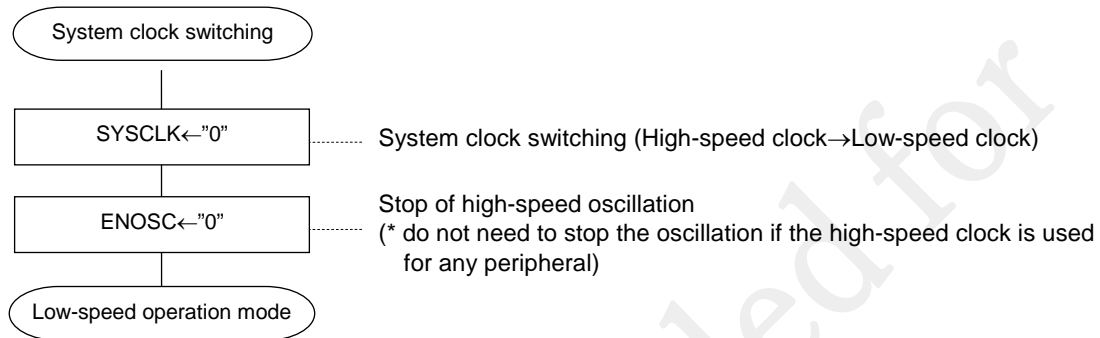 System clock switching
SYSCLK←”0”
System clock switching (High-speed clock→Low-speed clock)
ENOSC←”0”
Stop of high-speed oscillation
(* do not need to stop the oscillation if the high-speed clock is used
for any peripheral)
Low-speed operation mode
led for